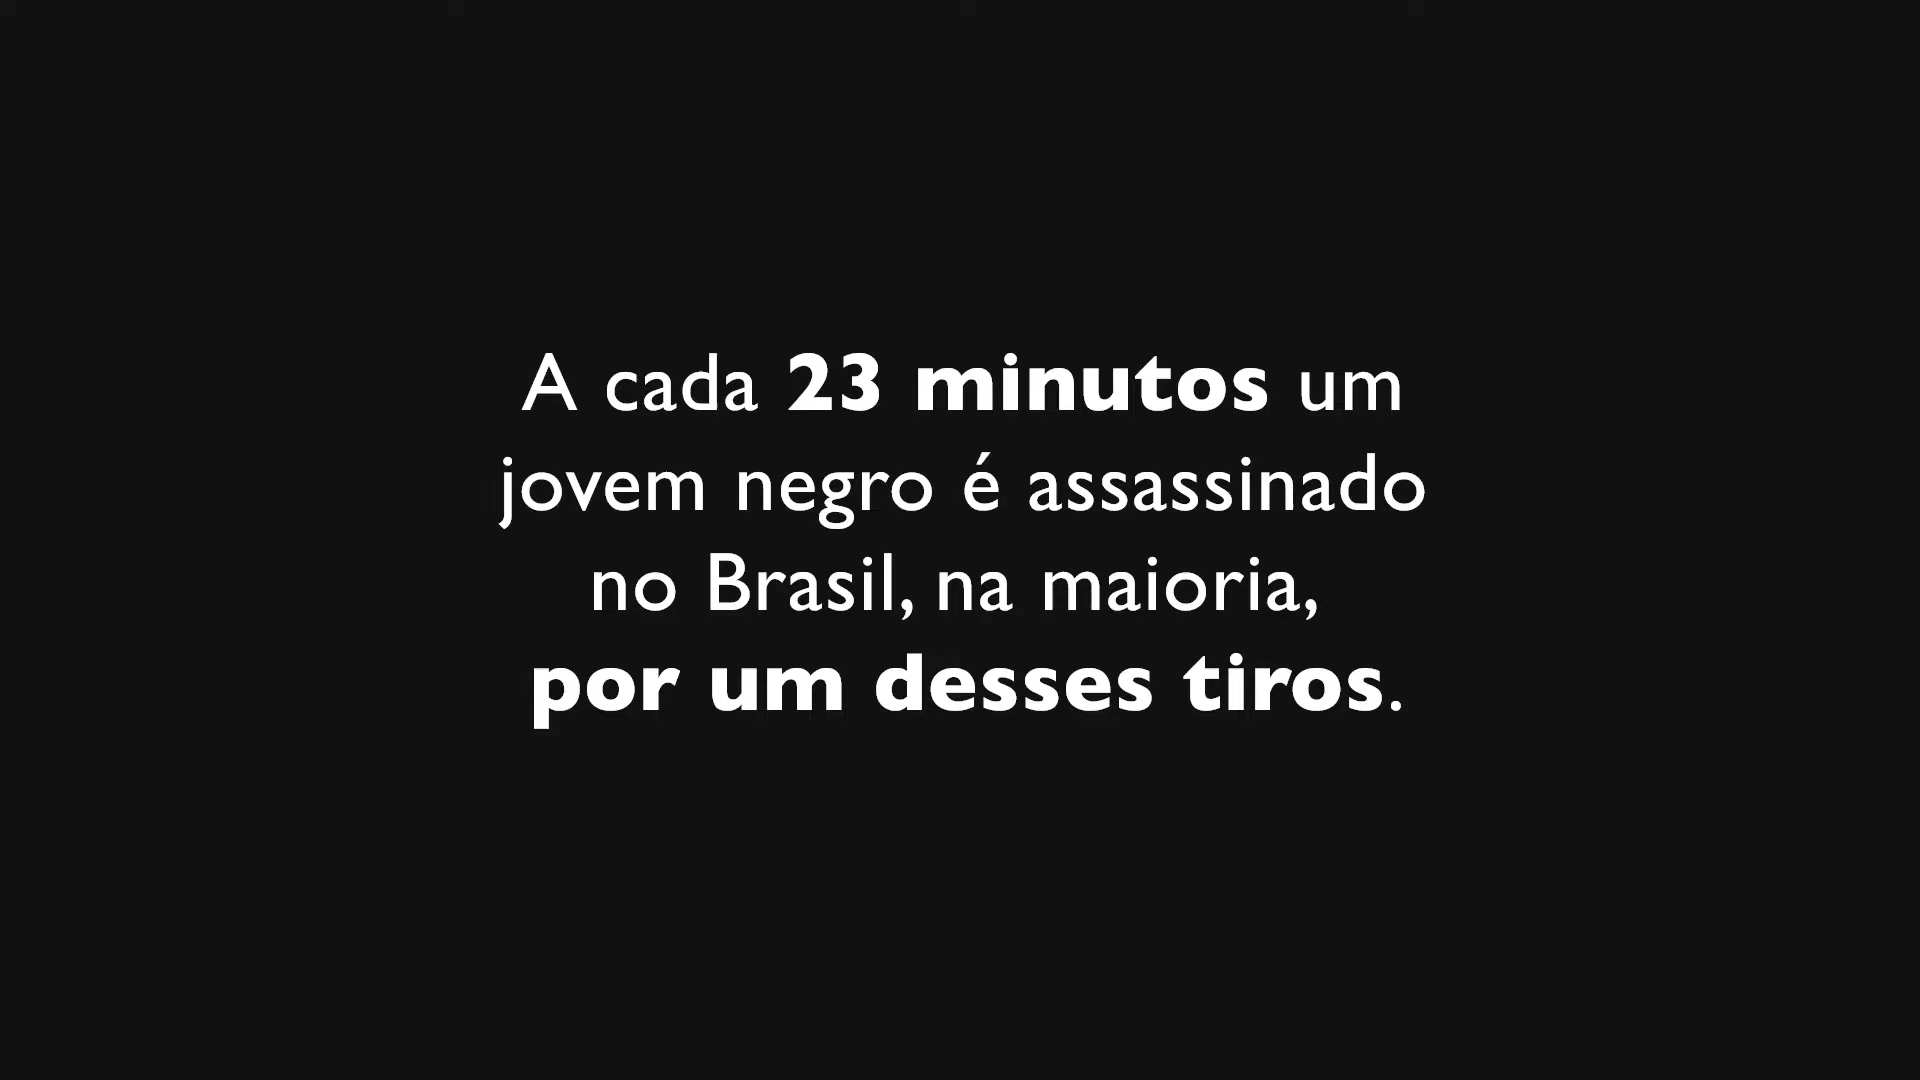 A cada 23 minutos um
jovem negro é assassinado
no Brasil, na maioria,
por um desses tiros.